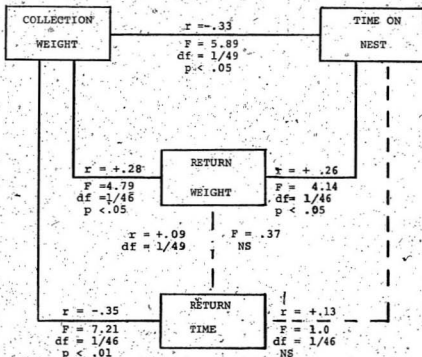 COLLECTION
WEIGHT
r =-.33
F = 5.89
df = 1/49
p < .05
TIME ON
NEST
r = +.28
F =4.79
df =1/46
p <.05
RETURN
WEIGHT
r = + .26
F = 4.14
df = 1/46
p < .05
r = +.09
df = 1/49
F = .37
NS
r = -.35
F = 7.21
df = 1/46
p < .01
RETURN
TIME
r = +.13
F = 1.0
df = 1/46
NS